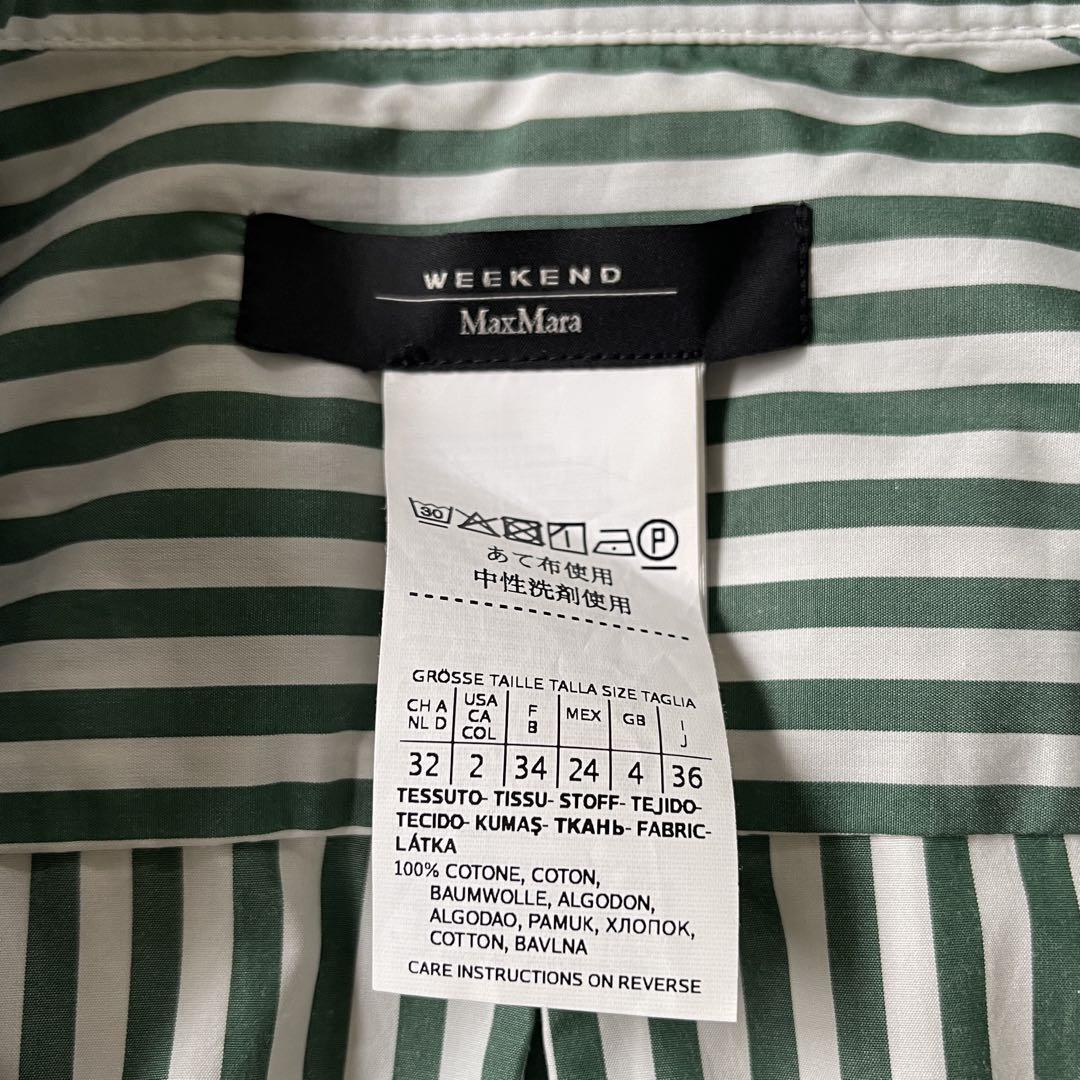 WEEKEND
MaxMara
30 P
あて布使用
中性洗剤使用
GRÖSSE TAILLE TALLA SIZE TAGLIA
CH A NL D USA CA COL F B MEX GB I J
32 2 34 24 4 36
TESSUTO- TISSU- STOFF- TEJIDO-
TECIDO- KUMAŞ- ТКАНЬ- FABRIC-
LÁTKA
100% COTONE, COTON,
BAUMWOLLE, ALGODON,
ALGODAO, PAMUK, ХЛОПОК,
COTTON, BAVLNA
CARE INSTRUCTIONS ON REVERSE